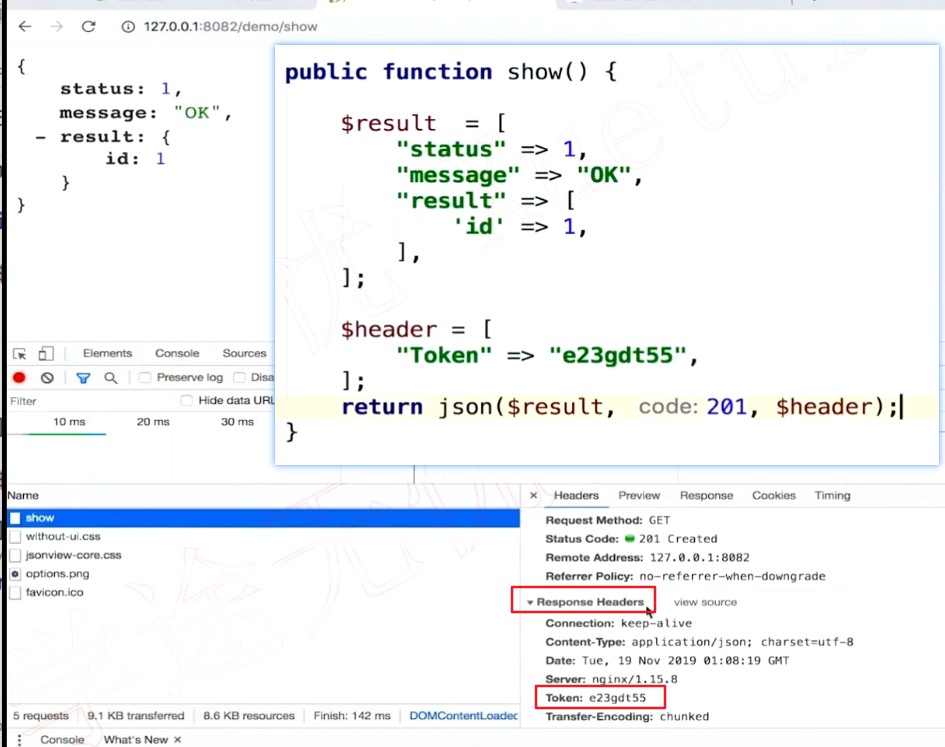 127.0.0.1:8082/demo/show
{
status: 1,
message: "OK",
- result: {
id: 1
}
}
public function show() {
$result = [
"status" => 1,
"message" => "OK",
"result" => [
'id' => 1,
],
];
$header = [
"Token" => "e23gdt55",
];
return json($result, code: 201, $header);
}
Elements Console Sources
Preserve log Disa
Filter Hide data URL
10 ms 20 ms 30 ms
Name
show
without-ui.css
jsonview-core.css
options.png
favicon.ico
5 requests 9.1 KB transferred 8.6 KB resources Finish: 142 ms DOMContentLoaded
× Headers Preview Response Cookies Timing
Request Method: GET
Status Code: 201 Created
Remote Address: 127.0.0.1:8082
Referrer Policy: no-referrer-when-downgrade
Response Headers view source
Connection: keep-alive
Content-Type: application/json; charset=utf-8
Date: Tue, 19 Nov 2019 01:08:19 GMT
Server: nginx/1.15.8
Token: e23gdt55
Transfer-Encoding: chunked
Console What's New ×